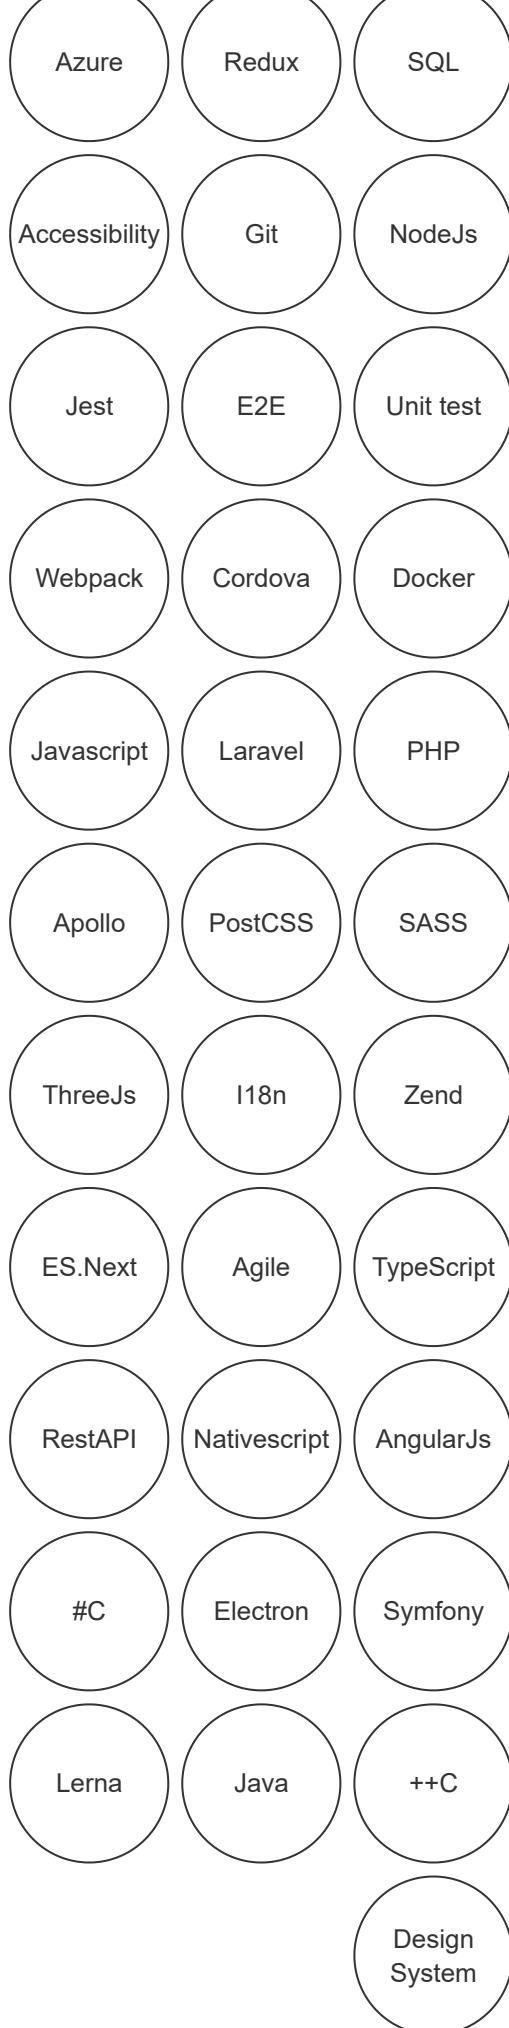 Azure
Redux
SQL
Accessibility
Git
NodeJs
Jest
E2E
Unit test
Webpack
Cordova
Docker
Javascript
Laravel
PHP
Apollo
PostCSS
SASS
ThreeJs
I18n
Zend
ES.Next
Agile
TypeScript
RestAPI
Nativescript
AngularJs
#C
Electron
Symfony
Lerna
Java
++C
Design
System